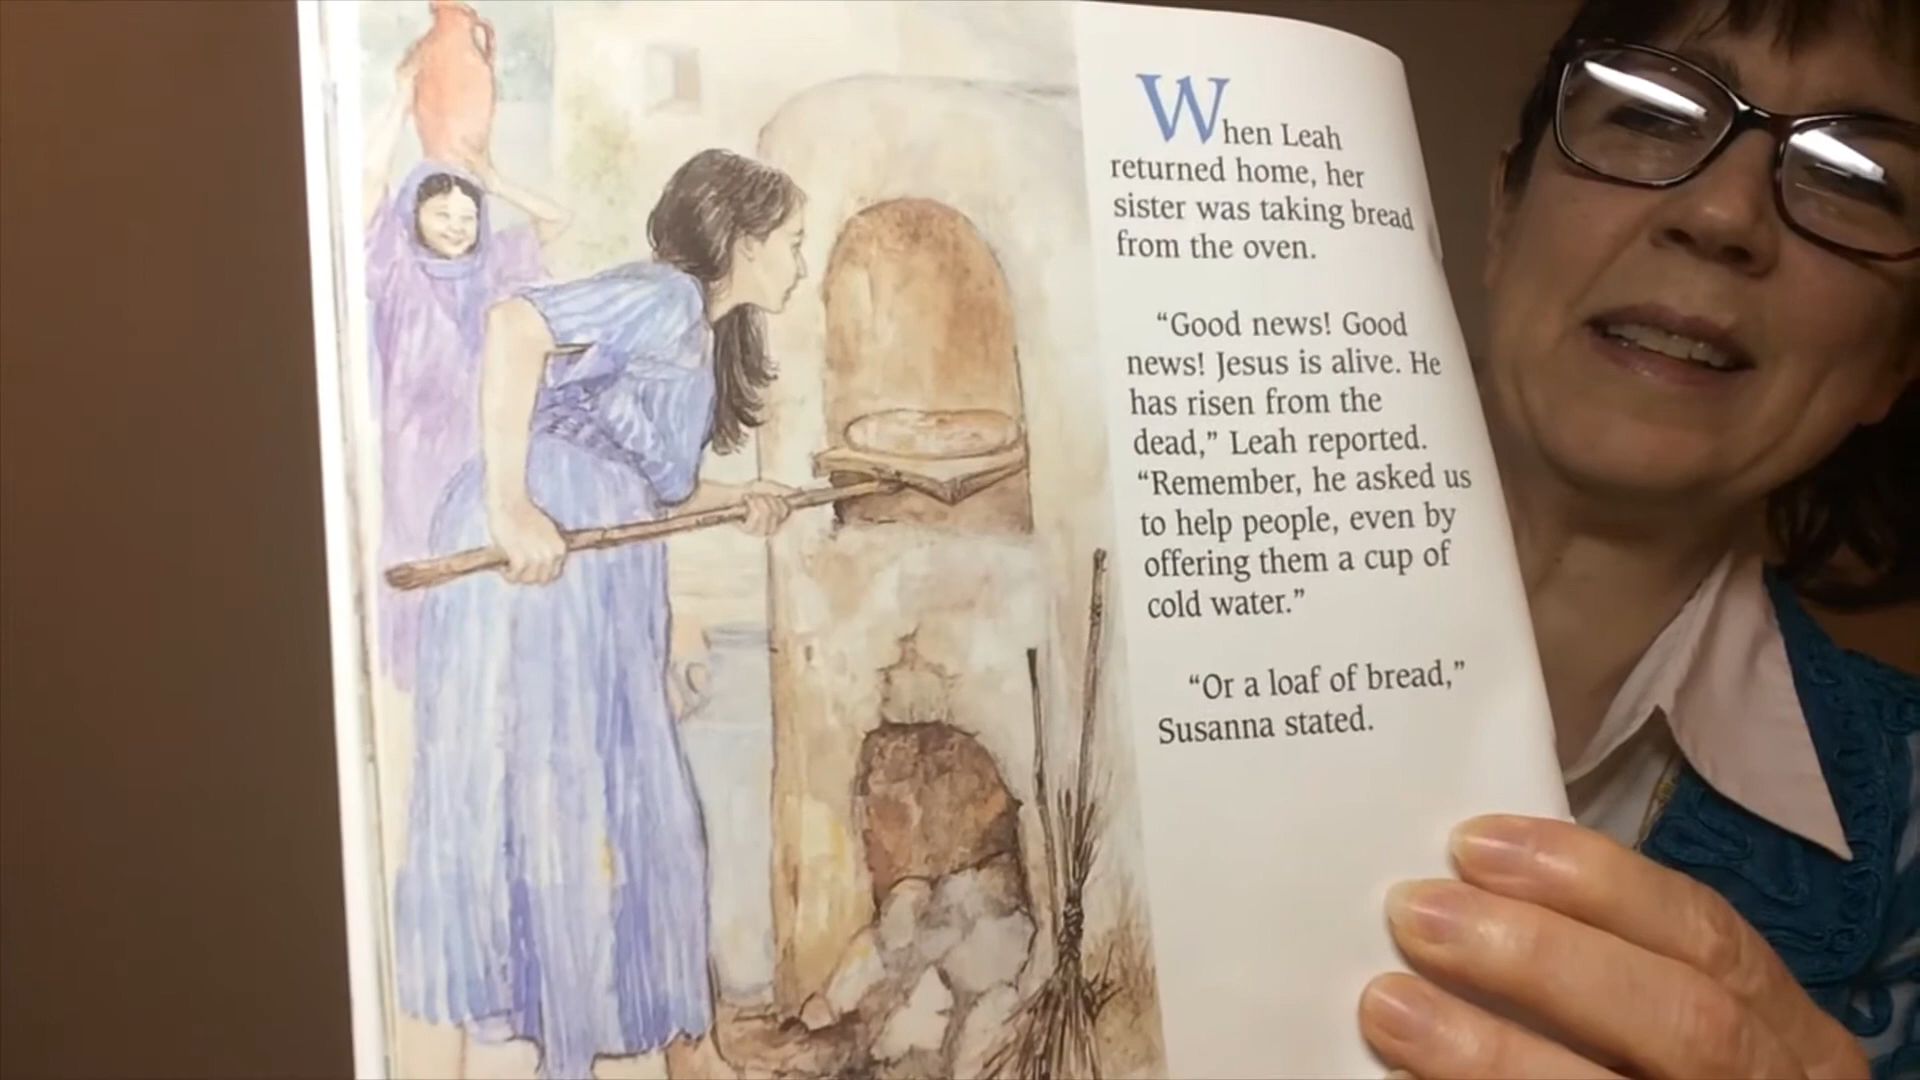 When Leah
returned home, her
sister was taking bread
from the oven.
“Good news! Good
news! Jesus is alive. He
has risen from the
dead,” Leah reported.
“Remember, he asked us
to help people, even by
offering them a cup of
cold water.”
“Or a loaf of bread,”
Susanna stated.